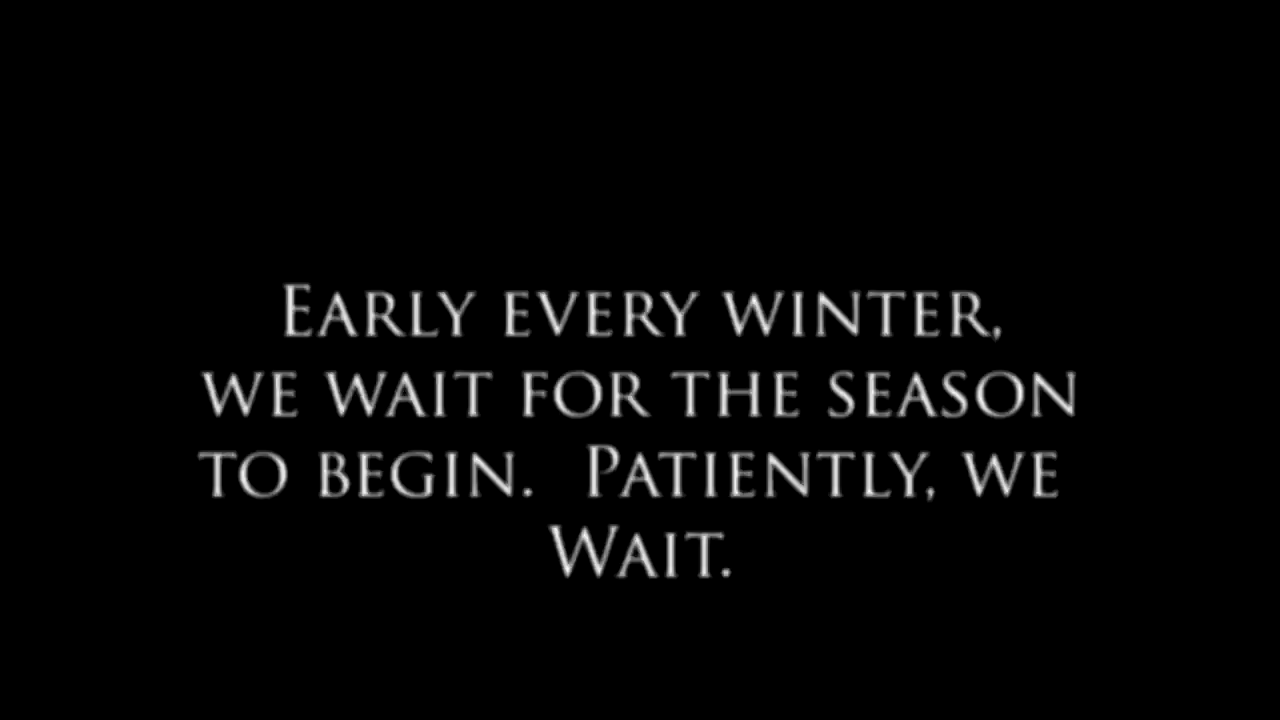 Early every winter,
we wait for the season
to begin.  Patiently, we
Wait.